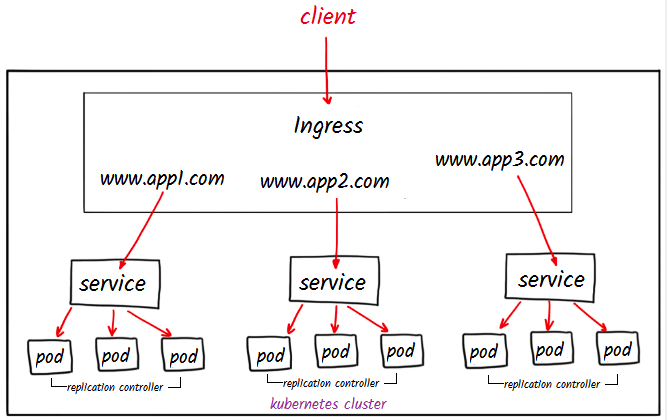 client
Ingress
www.app1.com
www.app2.com
www.app3.com
service
service
service
pod
pod
pod
pod
pod
pod
pod
pod
pod
replication controller
replication controller
replication controller
kubernetes cluster